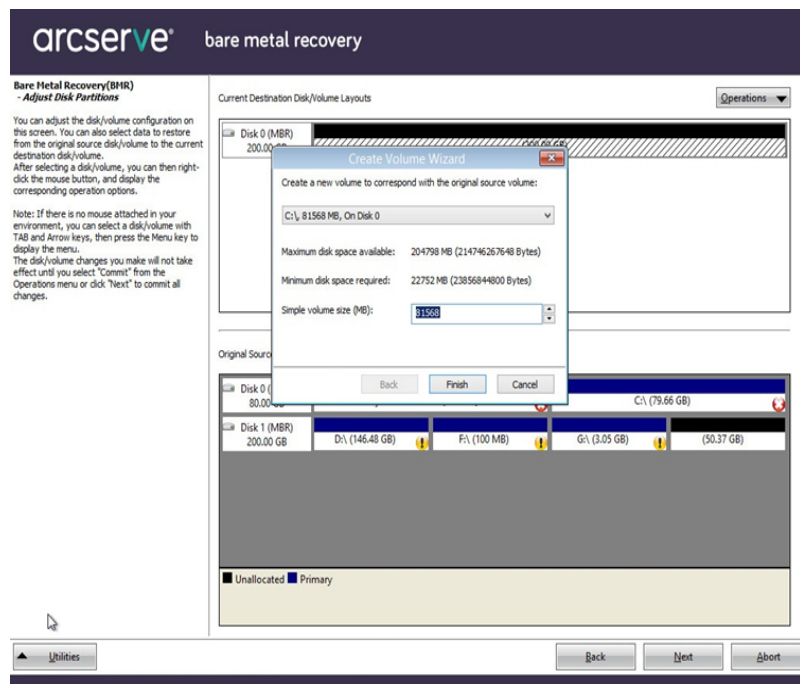 arcserve® bare metal recovery
Bare Metal Recovery(BMR)
- Adjust Disk Partitions
You can adjust the disk/volume configuration on
this screen. You can also select data to restore
from the original source disk/volume to the current
destination disk/volume.
After selecting a disk/volume, you can then right-
click the mouse button, and display the
corresponding operation options.
Note: If there is no mouse attached in your
environment, you can select a disk/volume with
TAB and Arrow keys, then press the Menu key to
display the menu.
The disk/volume changes you make will not take
effect until you select "Commit" from the
Operations menu or click "Next" to commit all
changes.
Current Destination Disk/Volume Layouts
Operations
Disk 0 (MBR)
200.00 GB
Create Volume Wizard
Create a new volume to correspond with the original source volume:
C:\, 81568 MB, On Disk 0
Maximum disk space available: 204798 MB (214746267648 Bytes)
Minimum disk space required: 22752 MB (23856844800 Bytes)
Simple volume size (MB): 81568
Back Finish Cancel
Original Sourc
Disk 0 (
80.00
C:\ (79.66 GB)
Disk 1 (MBR)
200.00 GB
D:\ (146.48 GB) F:\ (100 MB) G:\ (3.05 GB) (50.37 GB)
Unallocated Primary
Utilities
Back Next Abort